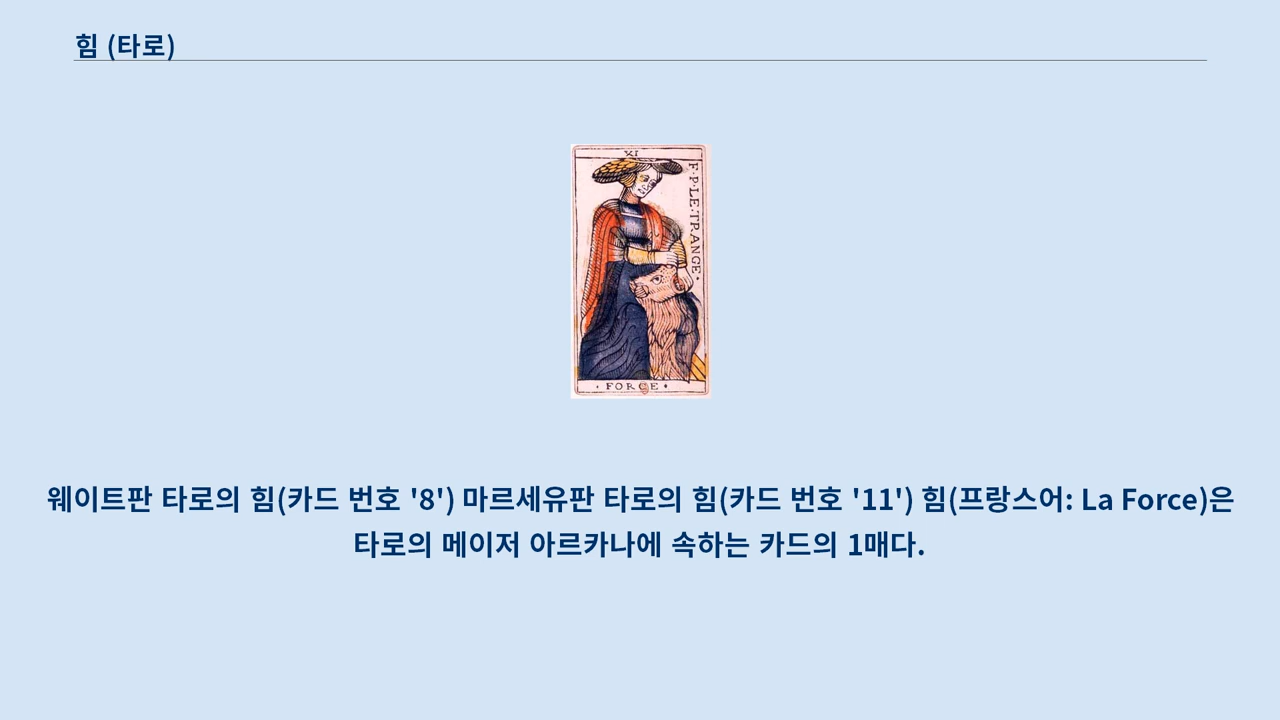 힘 (타로)
XI
F·P·LE·TRANGE·
· FORCE ·
웨이트판 타로의 힘(카드 번호 '8') 마르세유판 타로의 힘(카드 번호 '11') 힘(프랑스어: La Force)은
타로의 메이저 아르카나에 속하는 카드의 1매다.